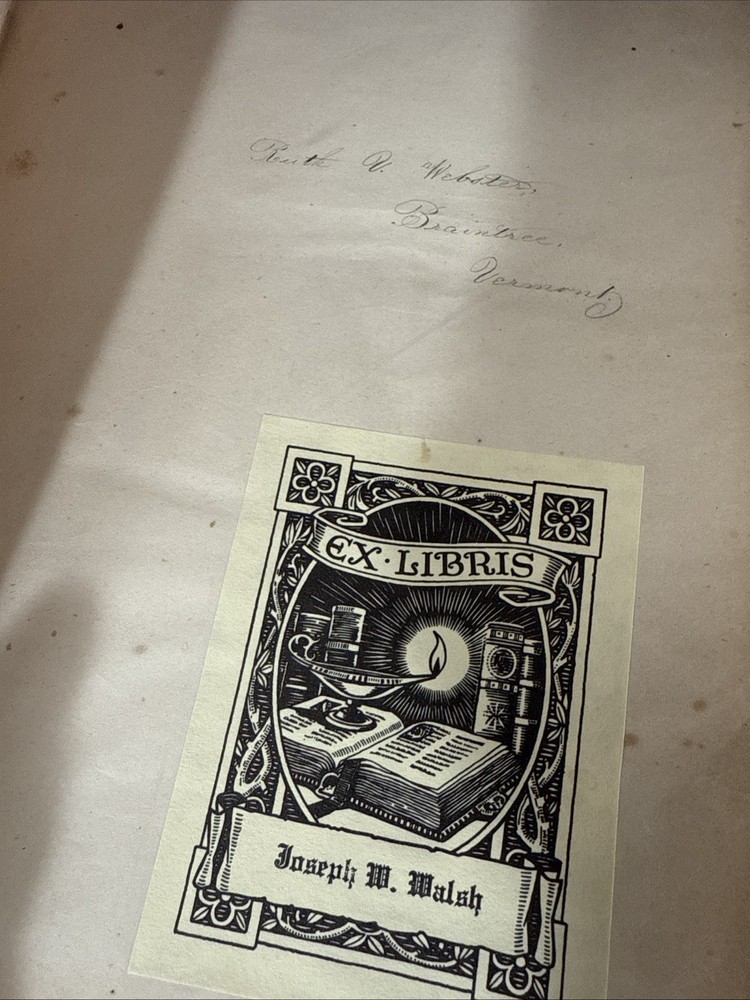 Ruth V. Webster,
Braintree,
Vermont.
EX·LIBRIS
Joseph W. Walsh